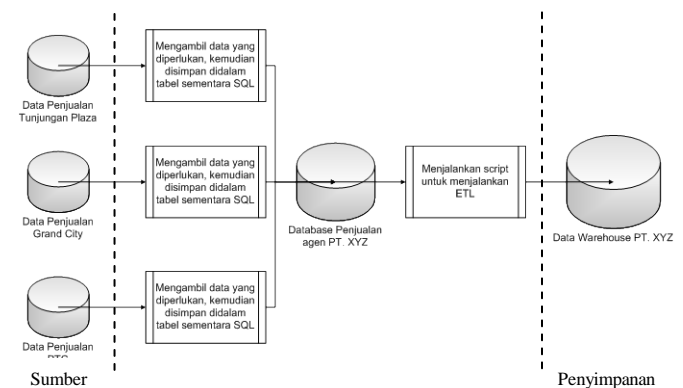 Mengambil data yang
diperlukan, kemudian
disimpan didalam
tabel sementara SQL
Data Penjualan
Tunjungan Plaza
Mengambil data yang
diperlukan, kemudian
disimpan didalam
tabel sementara SQL
Menjalankan script
untuk menjalankan
ETL
Data Penjualan
Grand City
Database Penjualan
agen PT. XYZ
Data Warehouse PT. XYZ
Mengambil data yang
diperlukan, kemudian
disimpan didalam
tabel sementara SQL
Data Penjualan
Sumber
Penyimpanan